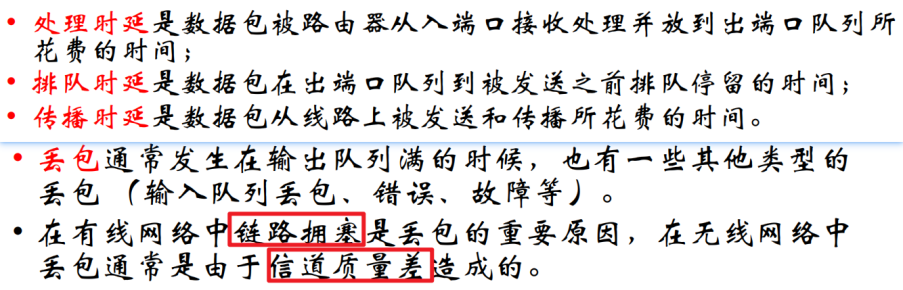 • 处理时延是数据包被路由器从入端口接收处理并放到出端口队列所
花费的时间；
• 排队时延是数据包在出端口队列到被发送之前排队停留的时间；
• 传播时延是数据包从线路上被发送和传播所花费的时间。
• 丢包通常发生在输出队列满的时候，也有一些其他类型的
丢包（输入队列丢包、错误、故障等）。
• 在有线网络中链路拥塞是丢包的重要原因，在无线网络中
丢包通常是由于信道质量差造成的。